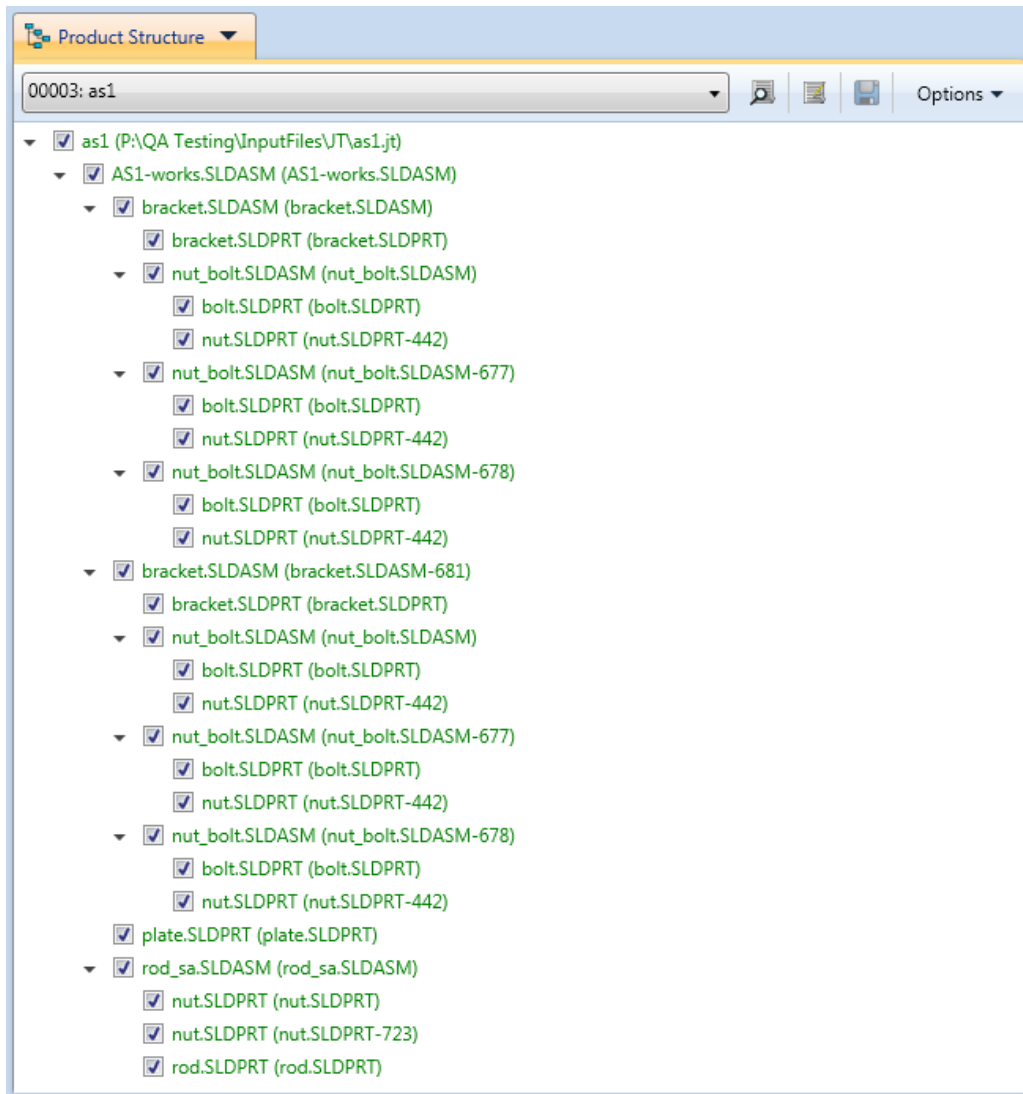 Product Structure
00003: as1
Options
as1 (P:\QA Testing\InputFiles\JT\as1.jt)
AS1-works.SLDASM (AS1-works.SLDASM)
bracket.SLDASM (bracket.SLDASM)
bracket.SLDPRT (bracket.SLDPRT)
nut_bolt.SLDASM (nut_bolt.SLDASM)
bolt.SLDPRT (bolt.SLDPRT)
nut.SLDPRT (nut.SLDPRT-442)
nut_bolt.SLDASM (nut_bolt.SLDASM-677)
bolt.SLDPRT (bolt.SLDPRT)
nut.SLDPRT (nut.SLDPRT-442)
nut_bolt.SLDASM (nut_bolt.SLDASM-678)
bolt.SLDPRT (bolt.SLDPRT)
nut.SLDPRT (nut.SLDPRT-442)
bracket.SLDASM (bracket.SLDASM-681)
bracket.SLDPRT (bracket.SLDPRT)
nut_bolt.SLDASM (nut_bolt.SLDASM)
bolt.SLDPRT (bolt.SLDPRT)
nut.SLDPRT (nut.SLDPRT-442)
nut_bolt.SLDASM (nut_bolt.SLDASM-677)
bolt.SLDPRT (bolt.SLDPRT)
nut.SLDPRT (nut.SLDPRT-442)
nut_bolt.SLDASM (nut_bolt.SLDASM-678)
bolt.SLDPRT (bolt.SLDPRT)
nut.SLDPRT (nut.SLDPRT-442)
plate.SLDPRT (plate.SLDPRT)
rod_sa.SLDASM (rod_sa.SLDASM)
nut.SLDPRT (nut.SLDPRT)
nut.SLDPRT (nut.SLDPRT-723)
rod.SLDPRT (rod.SLDPRT)